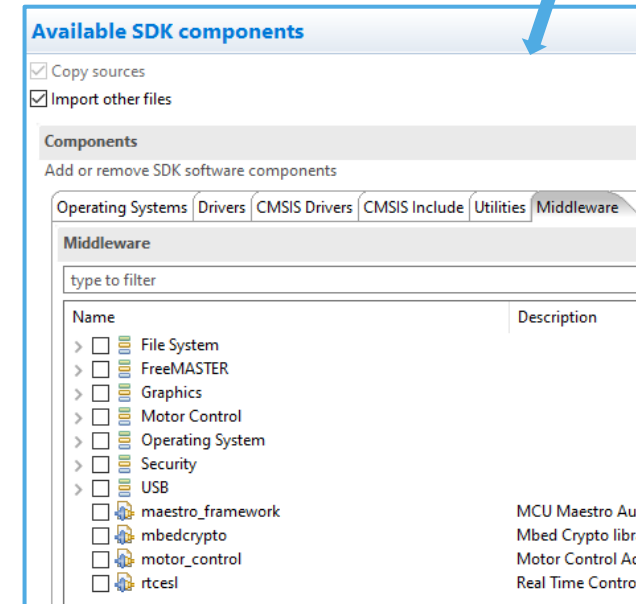 Available SDK components
Copy sources
Import other files
Components
Add or remove SDK software components
Operating Systems Drivers CMSIS Drivers CMSIS Include Utilities Middleware
Middleware
type to filter
Name Description
File System
FreeMASTER
Graphics
Motor Control
Operating System
Security
USB
maestro_framework MCU Maestro Au
mbedcrypto Mbed Crypto libr
motor_control Motor Control Ac
rtcesl Real Time Contro